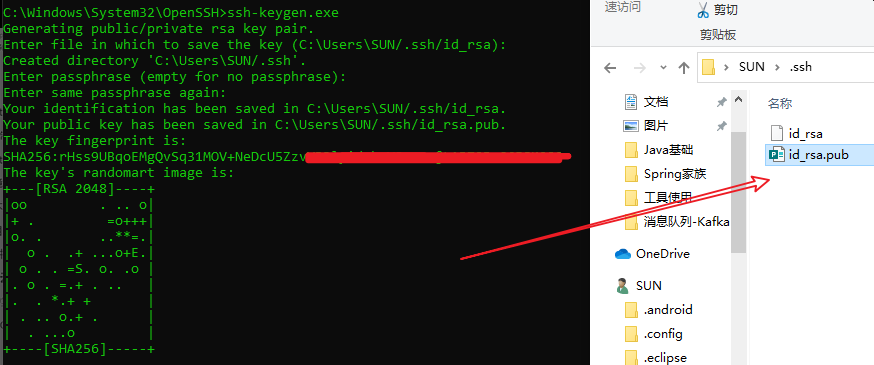 C:\Windows\System32\OpenSSH>ssh-keygen.exe
Generating public/private rsa key pair.
Enter file in which to save the key (C:\Users\SUN/.ssh/id_rsa):
Created directory 'C:\Users\SUN/.ssh'.
Enter passphrase (empty for no passphrase):
Enter same passphrase again:
Your identification has been saved in C:\Users\SUN/.ssh/id_rsa.
Your public key has been saved in C:\Users\SUN/.ssh/id_rsa.pub.
The key fingerprint is:
SHA256:rHss9UBqoEMgQvSq31MOV+NeDcU5Zzv
The key's randomart image is:
+---[RSA 2048]----+
|oo         . .. o|
|+ .         =o+++|
|o. .       ..**=.|
|  o .  .+ ...o+E.|
| o . . =S. o. .o |
|. o . =.+ . ..   |
|.   *.+ +        |
| . .. o.+ .      |
|  . ...o         |
+----[SHA256]-----+
速访问
剪切
剪贴板
SUN
.ssh
文档
图片
Java基础
Spring家族
工具使用
消息队列-Kafka
OneDrive
SUN
.android
.config
.eclipse
名称
id_rsa
id_rsa.pub